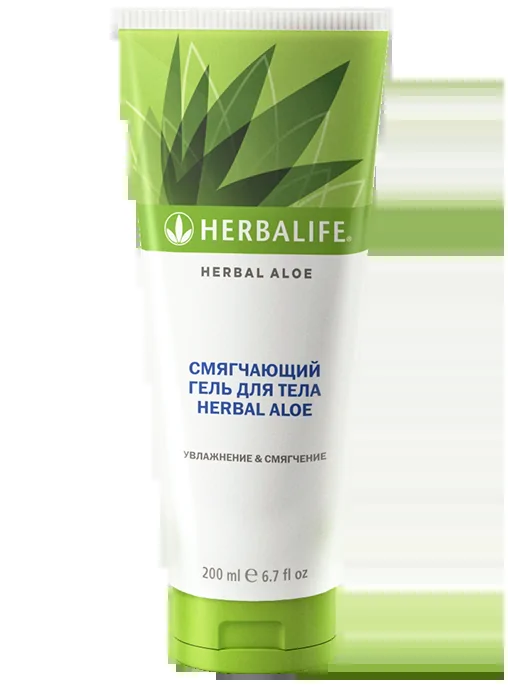 HERBALIFE®
HERBAL ALOE
СМЯГЧАЮЩИЙ
ГЕЛЬ ДЛЯ ТЕЛА
HERBAL ALOE
УВЛАЖНЕНИЕ & СМЯГЧЕНИЕ
200 ml ℮ 6.7 fl oz